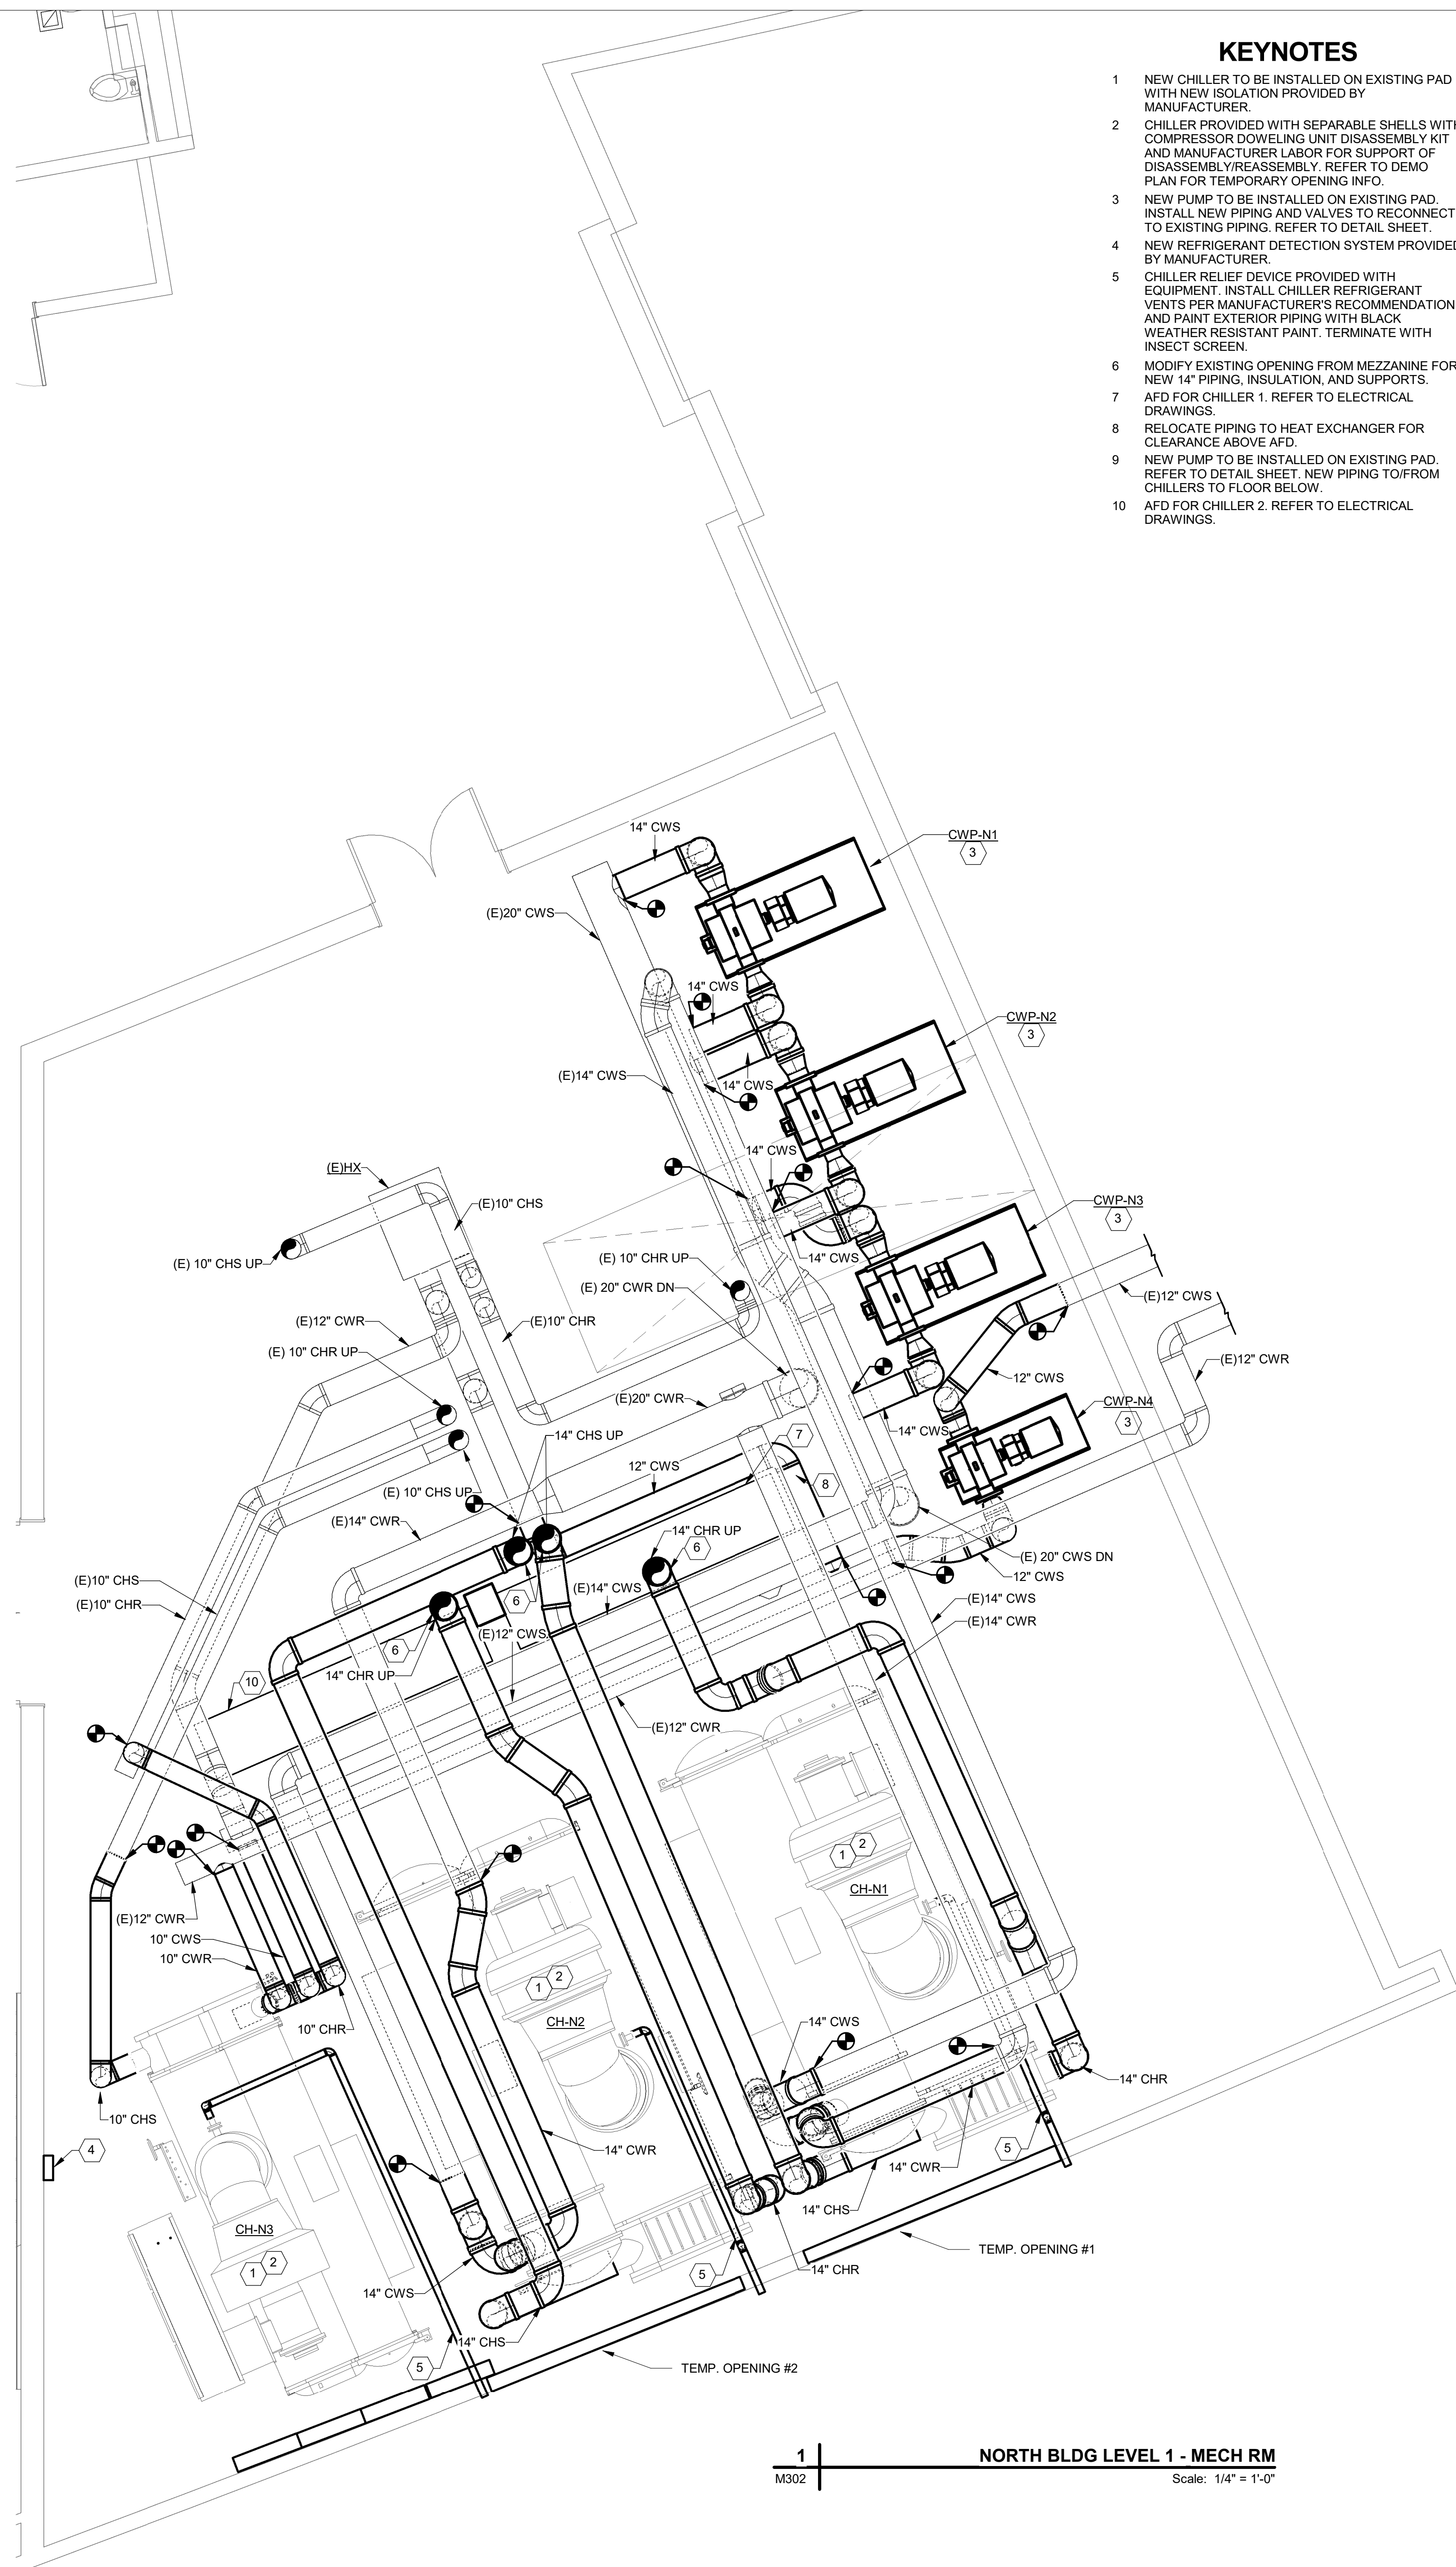 KEYNOTES
1 NEW CHILLER TO BE INSTALLED ON EXISTING PAD
WITH NEW ISOLATION PROVIDED BY
MANUFACTURER.
2 CHILLER PROVIDED WITH SEPARABLE SHELLS WITH
COMPRESSOR DOWELING UNIT DISASSEMBLY KIT
AND MANUFACTURER LABOR FOR SUPPORT OF
DISASSEMBLY/REASSEMBLY. REFER TO DEMO
PLAN FOR TEMPORARY OPENING INFO.
3 NEW PUMP TO BE INSTALLED ON EXISTING PAD.
INSTALL NEW PIPING AND VALVES TO RECONNECT
TO EXISTING PIPING. REFER TO DETAIL SHEET.
4 NEW REFRIGERANT DETECTION SYSTEM PROVIDED
BY MANUFACTURER.
5 CHILLER RELIEF DEVICE PROVIDED WITH
EQUIPMENT. INSTALL CHILLER REFRIGERANT
VENTS PER MANUFACTURER'S RECOMMENDATION
AND PAINT EXTERIOR PIPING WITH BLACK
WEATHER RESISTANT PAINT. TERMINATE WITH
INSECT SCREEN.
6 MODIFY EXISTING OPENING FROM MEZZANINE FOR
NEW 14" PIPING, INSULATION, AND SUPPORTS.
7 AFD FOR CHILLER 1. REFER TO ELECTRICAL
DRAWINGS.
8 RELOCATE PIPING TO HEAT EXCHANGER FOR
CLEARANCE ABOVE AFD.
9 NEW PUMP TO BE INSTALLED ON EXISTING PAD.
REFER TO DETAIL SHEET. NEW PIPING TO/FROM
CHILLERS TO FLOOR BELOW.
10 AFD FOR CHILLER 2. REFER TO ELECTRICAL
DRAWINGS.
14" CWS
CWP-N1
3
(E)20" CWS
14" CWS
CWP-N2
3
(E)14" CWS
14" CWS
14" CWS
(E)HX
(E)10" CHS
CWP-N3
3
(E) 10" CHS UP
(E) 10" CHR UP
14" CWS
(E) 20" CWR DN
(E)12" CWS
(E)12" CWR
(E)10" CHR
(E) 10" CHR UP
(E)12" CWR
12" CWS
(E)20" CWR
CWP-N4
3
14" CWS
14" CHS UP
7
12" CWS
8
(E) 10" CHS UP
(E)14" CWR
14" CHR UP
6
(E) 20" CWS DN
12" CWS
(E)10" CHS
(E)14" CWS
(E)14" CWS
(E)10" CHR
6
(E)14" CWR
(E)12" CWS
6
14" CHR UP
10
(E)12" CWR
1 2
CH-N1
(E)12" CWR
10" CWS
10" CWR
1 2
CH-N2
10" CHR
14" CWS
14" CHR
10" CHS
4
14" CWR
5
14" CWR
14" CHS
CH-N3
1 2
TEMP. OPENING #1
14" CHR
5
14" CWS
14" CHS
5
TEMP. OPENING #2
1
NORTH BLDG LEVEL 1 - MECH RM
M302
Scale: 1/4" = 1'-0"